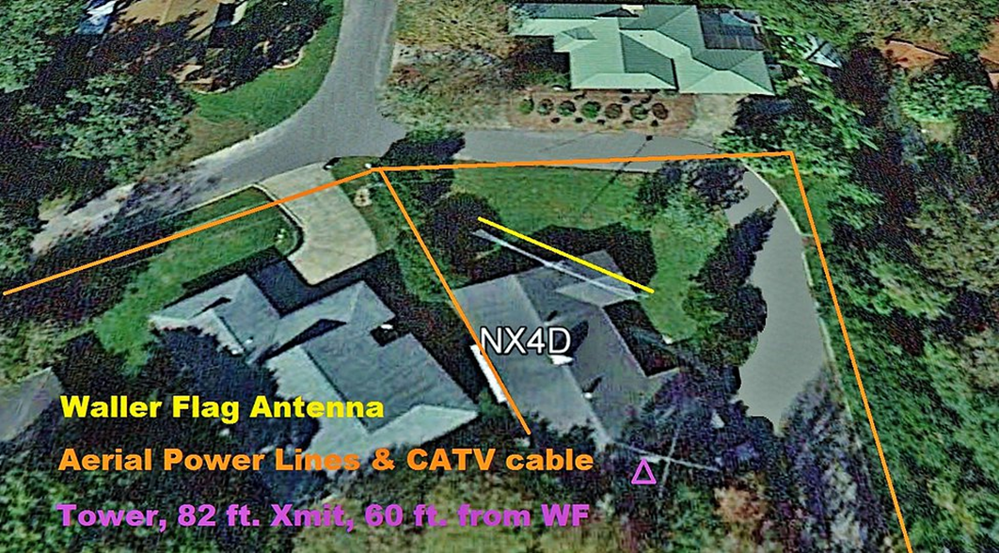 NX4D
Waller Flag Antenna
Aerial Power Lines & CATV cable
Tower, 82 ft. Xmit, 60 ft. from WF